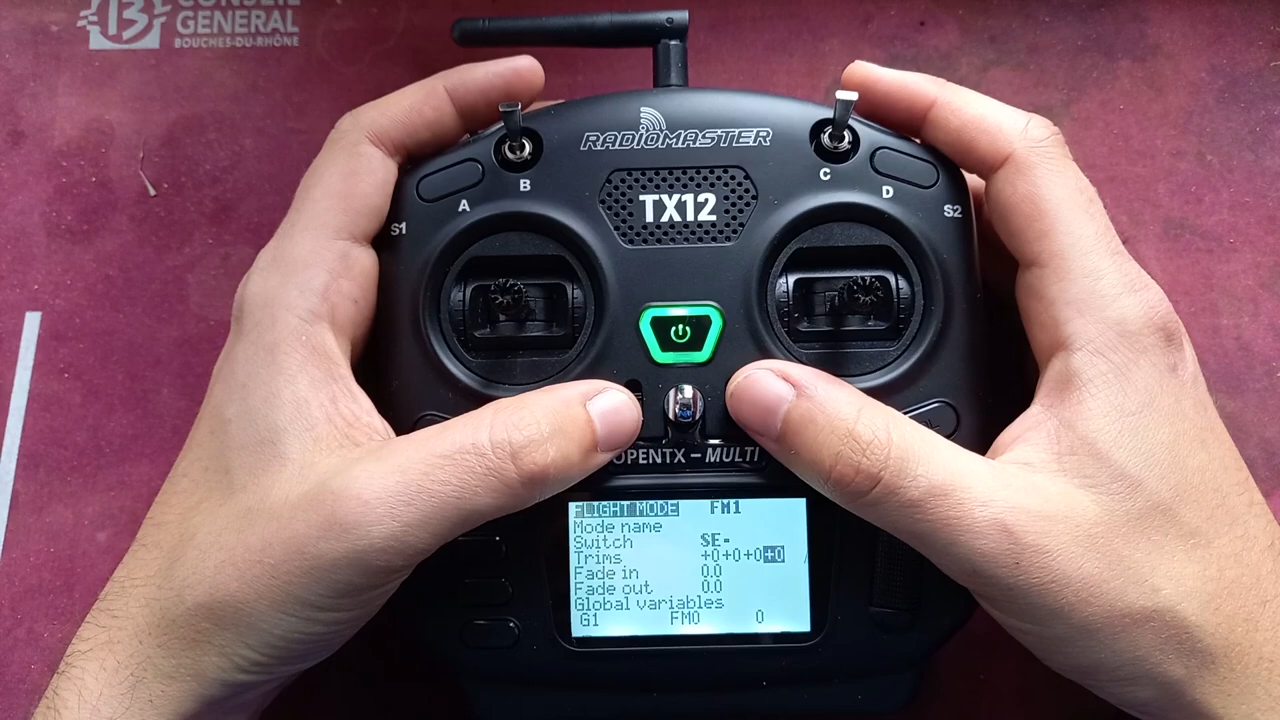 13
CONSEIL
GENERAL
BOUCHES-DU-RHÔNE
RADIOMASTER
TX12
B
A
S1
C
D
S2
OPENTX – MULTI
FLIGHT MODE FM1
Mode name
Switch SE-
Trims +0+0+0+0 /
Fade in 0.0
Fade out 0.0
Global variables
G1 FM0 0